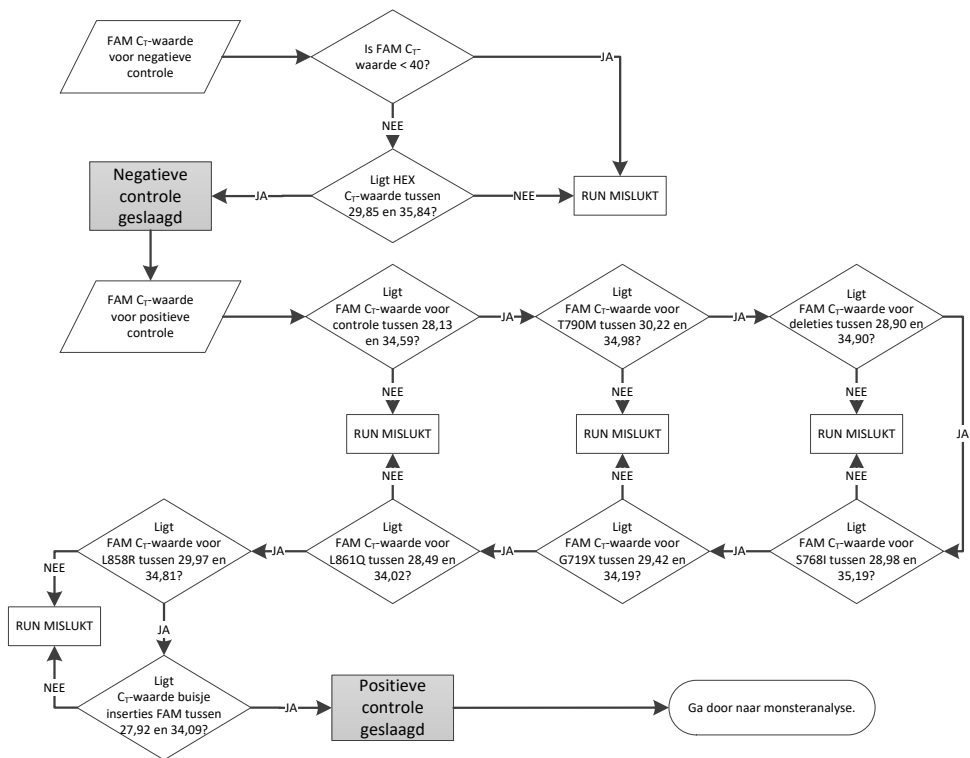 FAM CT-waarde
voor negatieve
controle
Is FAM CT-
waarde < 40?
JA
NEE
Negatieve
controle
geslaagd
JA
Ligt HEX
CT-waarde tussen
29,85 en 35,84?
NEE
RUN MISLUKT
FAM CT-waarde
voor positieve
controle
Ligt
FAM CT-waarde voor
controle tussen 28,13
en 34,59?
JA
Ligt
FAM CT-waarde voor
T790M tussen 30,22 en
34,98?
JA
Ligt
FAM CT-waarde voor
deleties tussen 28,90 en
34,90?
NEE
NEE
NEE
RUN MISLUKT
RUN MISLUKT
RUN MISLUKT
JA
NEE
NEE
NEE
Ligt
FAM CT-waarde voor
L858R tussen 29,97 en
34,81?
JA
Ligt
FAM CT-waarde voor
L861Q tussen 28,49 en
34,02?
JA
Ligt
FAM CT-waarde voor
G719X tussen 29,42 en
34,19?
JA
Ligt
FAM CT-waarde voor
S768I tussen 28,98 en
35,19?
NEE
RUN MISLUKT
JA
NEE
Ligt
CT-waarde buisje
inserties FAM tussen
27,92 en 34,09?
JA
Positieve
controle
geslaagd
Ga door naar monsteranalyse.